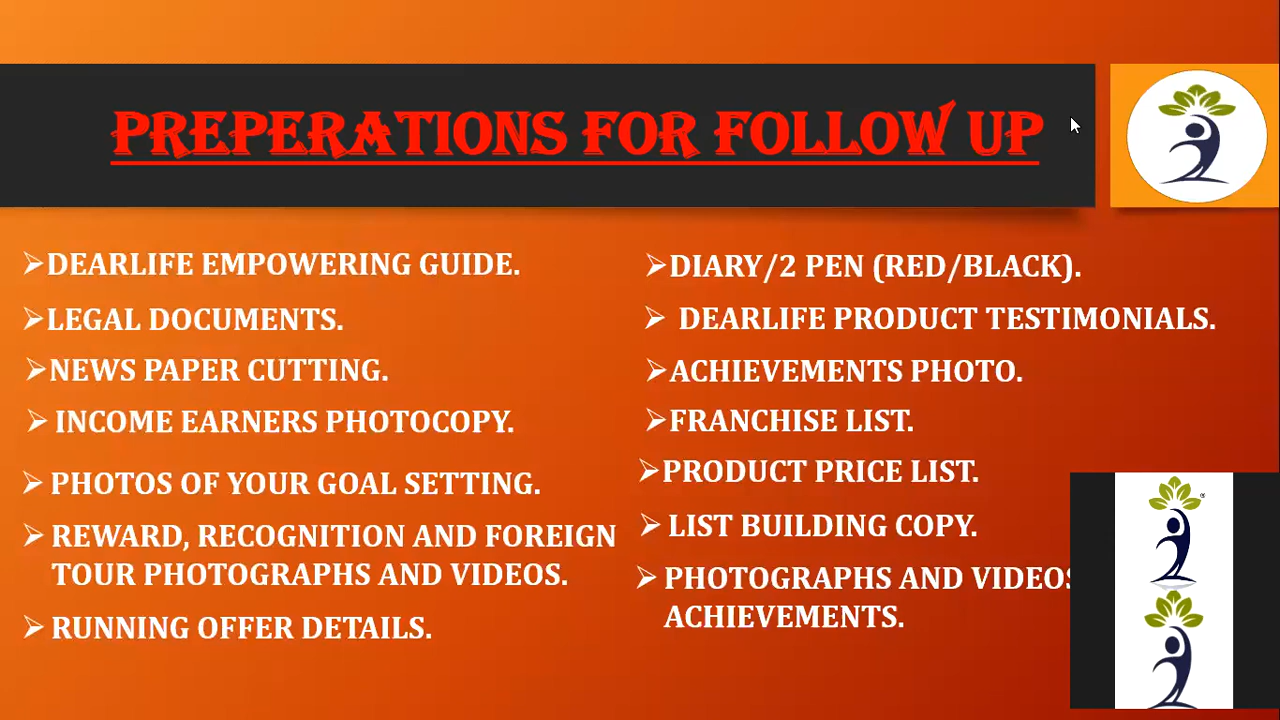 PREPERATIONS FOR FOLLOW UP
➢DEARLIFE EMPOWERING GUIDE.
➢LEGAL DOCUMENTS.
➢NEWS PAPER CUTTING.
➢ INCOME EARNERS PHOTOCOPY.
➢ PHOTOS OF YOUR GOAL SETTING.
➢ REWARD, RECOGNITION AND FOREIGN
TOUR PHOTOGRAPHS AND VIDEOS.
➢ RUNNING OFFER DETAILS.
➢DIARY/2 PEN (RED/BLACK).
➢ DEARLIFE PRODUCT TESTIMONIALS.
➢ACHIEVEMENTS PHOTO.
➢FRANCHISE LIST.
➢PRODUCT PRICE LIST.
➢ LIST BUILDING COPY.
➢ PHOTOGRAPHS AND VIDEOS
ACHIEVEMENTS.